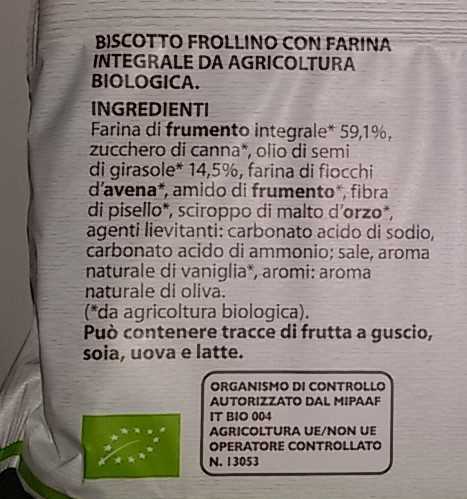 BISCOTTO FROLLINO CON FARINA
INTEGRALE DA AGRICOLTURA
BIOLOGICA.
INGREDIENTI
Farina di frumento integrale* 59,1%,
zucchero di canna*, olio di semi
di girasole* 14,5%, farina di fiocchi
d'avena*, amido di frumento*, fibra
di pisello*, sciroppo di malto d'orzo*,
agenti lievitanti: carbonato acido di sodio,
carbonato acido di ammonio; sale, aroma
naturale di vaniglia*, aromi: aroma
naturale di oliva.
(*da agricoltura biologica).
Può contenere tracce di frutta a guscio,
soia, uova e latte.
ORGANISMO DI CONTROLLO
AUTORIZZATO DAL MIPAAF
IT BIO 004
AGRICOLTURA UE/NON UE
OPERATORE CONTROLLATO
N. 13053